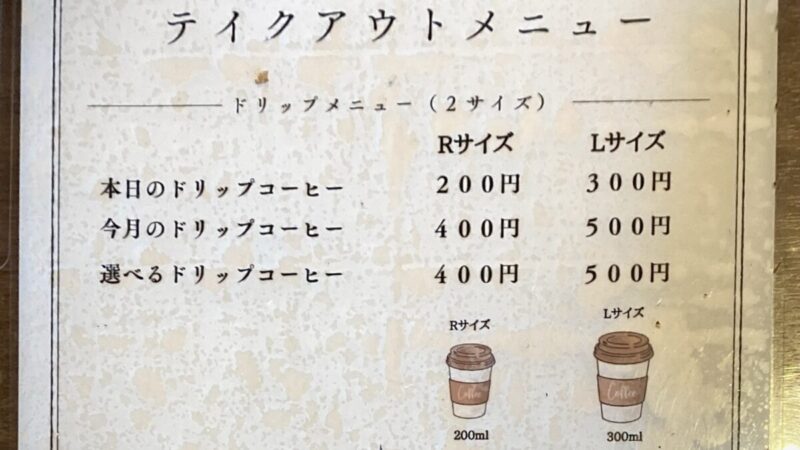 テイクアウトメニュー
ドリップメニュー（２サイズ）
Rサイズ Lサイズ
本日のドリップコーヒー ２００円 ３００円
今月のドリップコーヒー ４００円 ５００円
選べるドリップコーヒー ４００円 ５００円
Rサイズ Lサイズ
Coffee Coffee
200ml 300ml